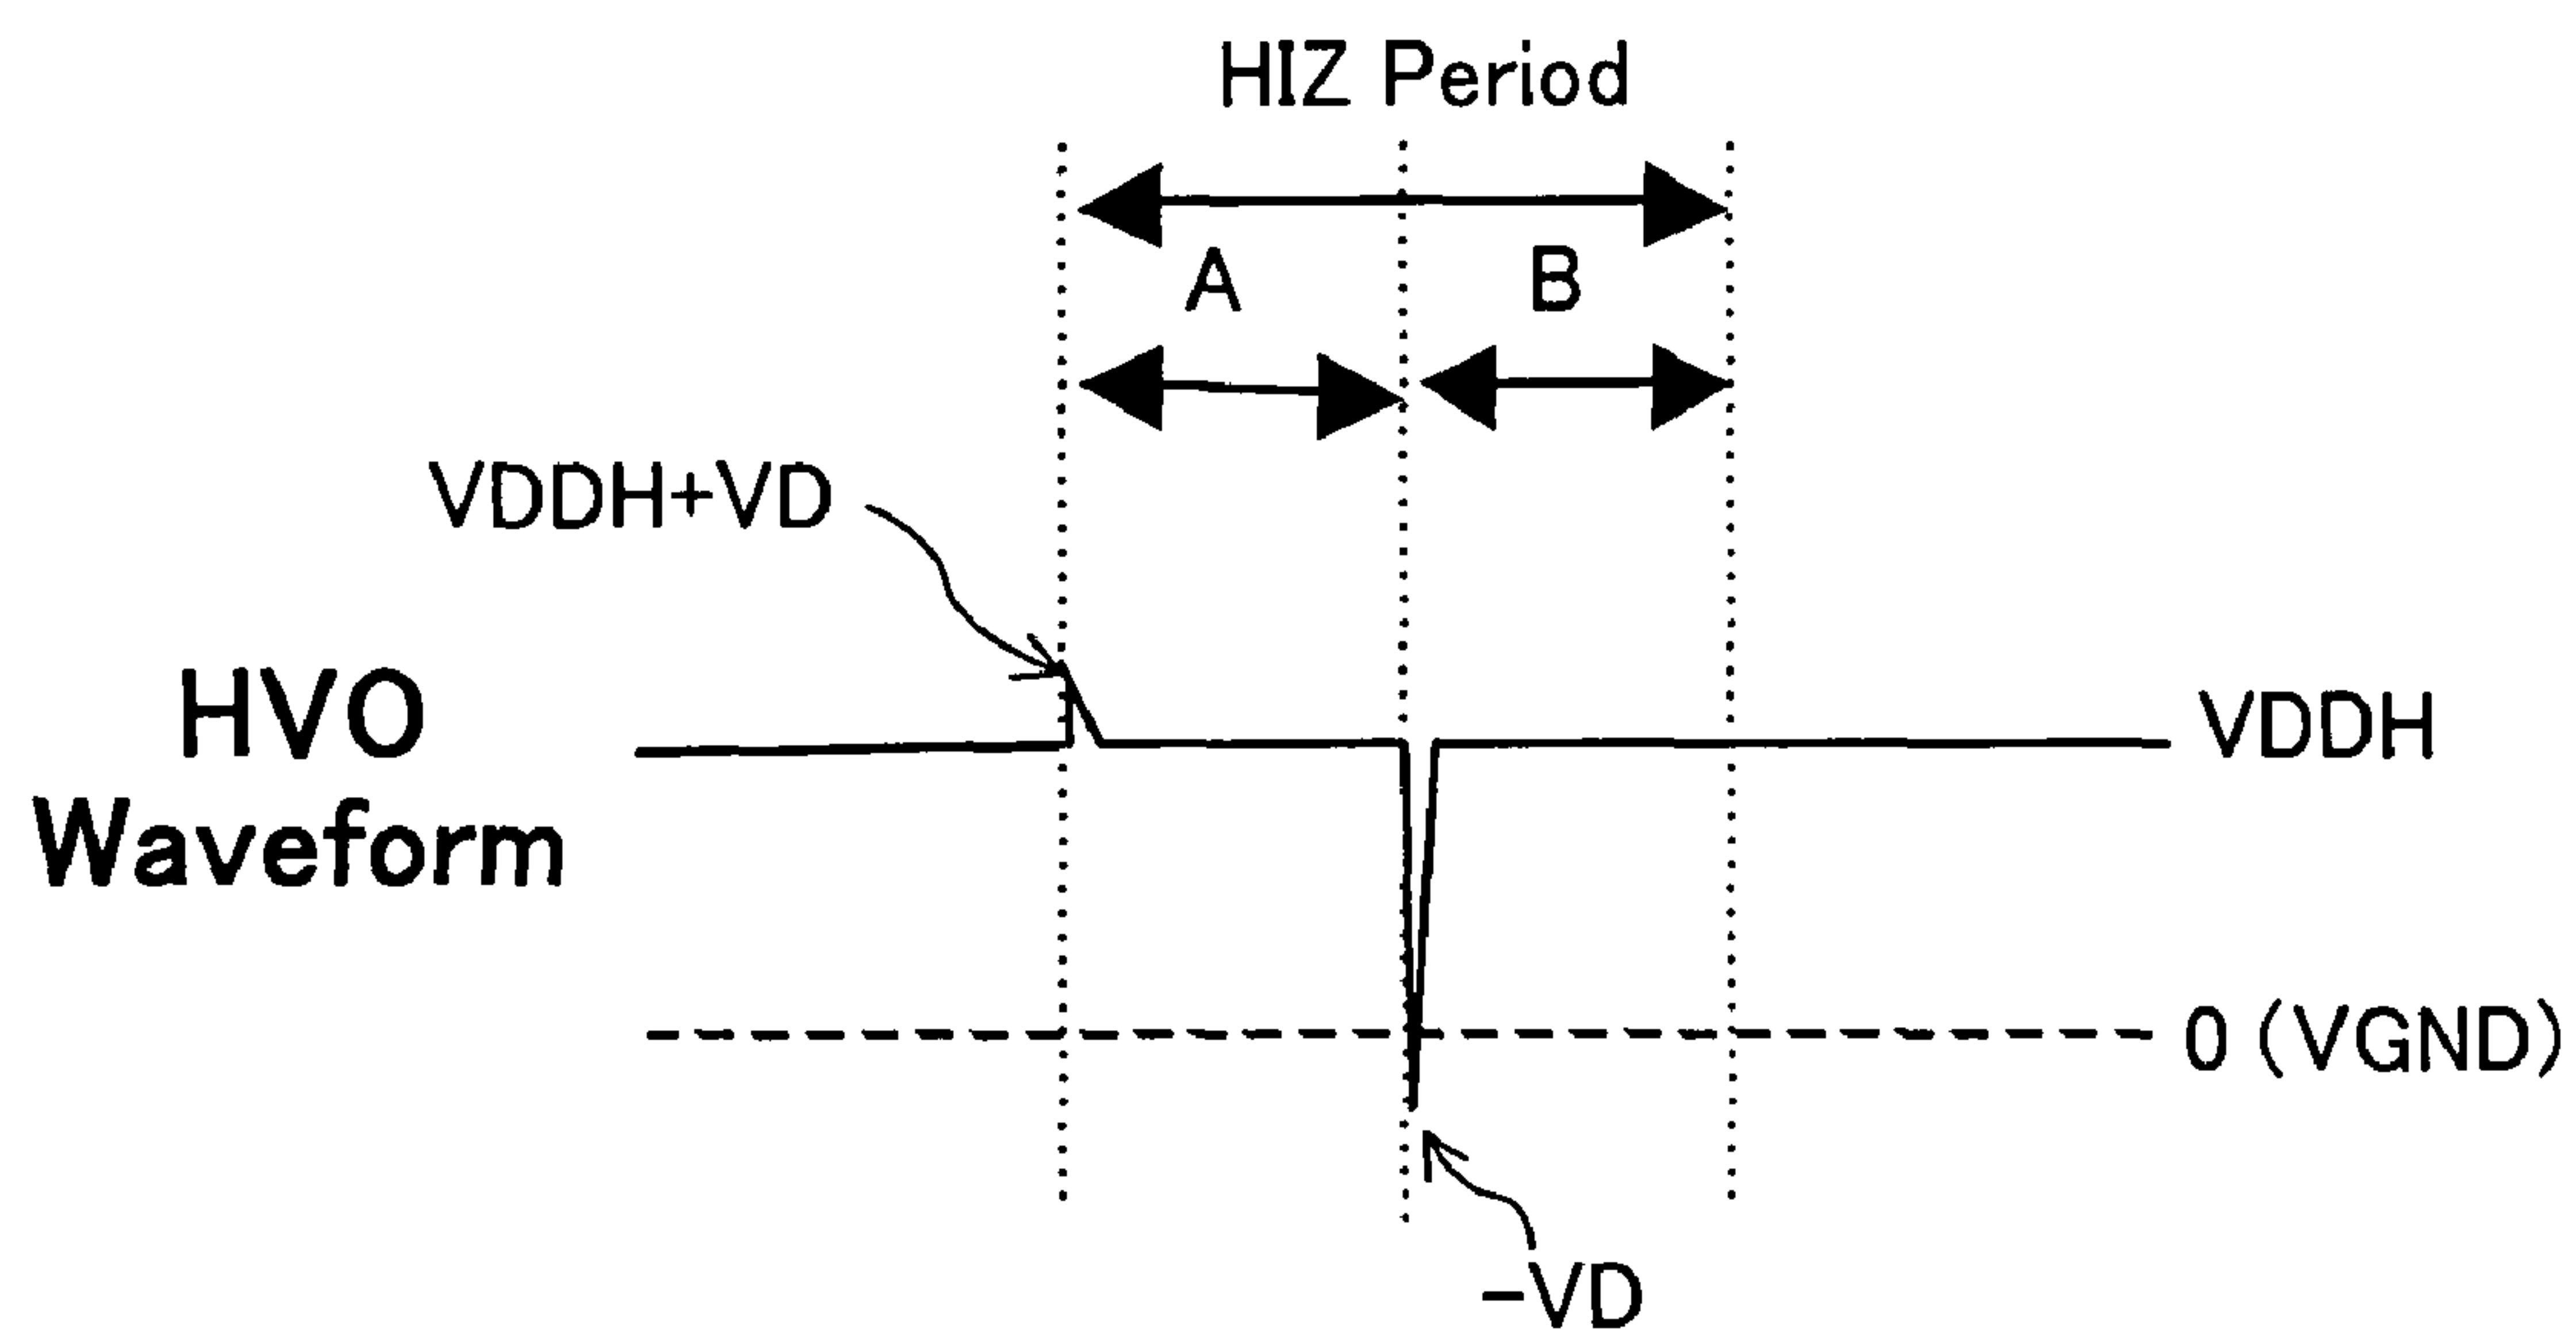 HIZ Period
A
B
VDDH+VD
HVO
Waveform
VDDH
0 (VGND)
-VD